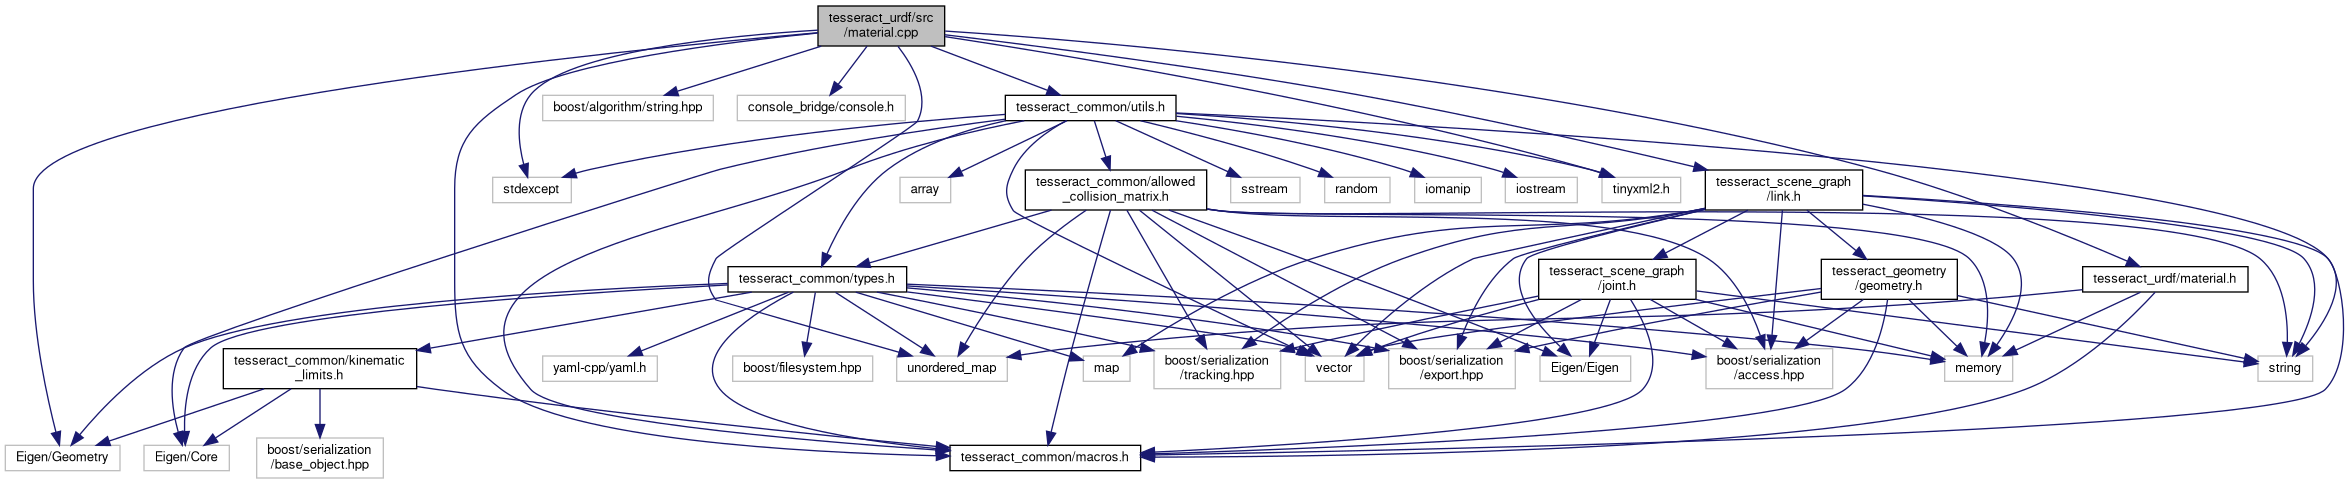 tesseract_urdf/src
/material.cpp
boost/algorithm/string.hpp
console_bridge/console.h
tesseract_common/utils.h
stdexcept
array
tesseract_common/allowed
_collision_matrix.h
sstream
random
iomanip
iostream
tinyxml2.h
tesseract_scene_graph
/link.h
tesseract_common/types.h
tesseract_scene_graph
/joint.h
tesseract_geometry
/geometry.h
tesseract_urdf/material.h
tesseract_common/kinematic
_limits.h
yaml-cpp/yaml.h
boost/filesystem.hpp
unordered_map
map
boost/serialization
/tracking.hpp
vector
boost/serialization
/export.hpp
Eigen/Eigen
boost/serialization
/access.hpp
memory
string
Eigen/Geometry
Eigen/Core
boost/serialization
/base_object.hpp
tesseract_common/macros.h